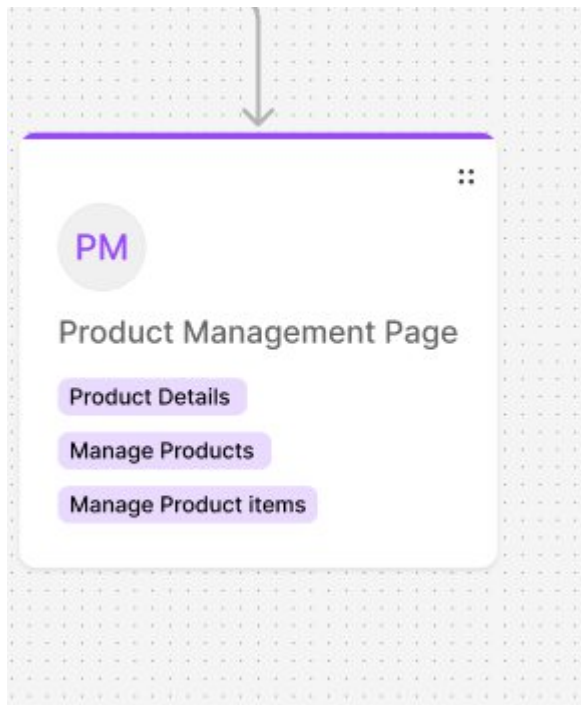 PM
Product Management Page
Product Details
Manage Products
Manage Product items